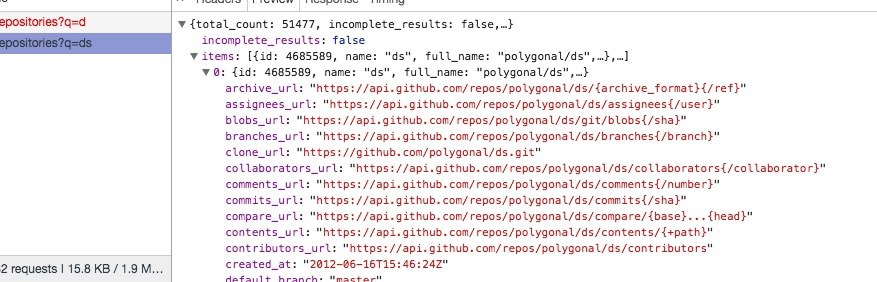 Headers Preview Response Timing
epositories?q=d
epositories?q=ds
{total_count: 51477, incomplete_results: false,…}
incomplete_results: false
items: [{id: 4685589, name: "ds", full_name: "polygonal/ds",…},…]
0: {id: 4685589, name: "ds", full_name: "polygonal/ds",…}
archive_url: "https://api.github.com/repos/polygonal/ds/{archive_format}{/ref}"
assignees_url: "https://api.github.com/repos/polygonal/ds/assignees{/user}"
blobs_url: "https://api.github.com/repos/polygonal/ds/git/blobs{/sha}"
branches_url: "https://api.github.com/repos/polygonal/ds/branches{/branch}"
clone_url: "https://github.com/polygonal/ds.git"
collaborators_url: "https://api.github.com/repos/polygonal/ds/collaborators{/collaborator}"
comments_url: "https://api.github.com/repos/polygonal/ds/comments{/number}"
commits_url: "https://api.github.com/repos/polygonal/ds/commits{/sha}"
compare_url: "https://api.github.com/repos/polygonal/ds/compare/{base}...{head}"
contents_url: "https://api.github.com/repos/polygonal/ds/contents/{+path}"
contributors_url: "https://api.github.com/repos/polygonal/ds/contributors"
created_at: "2012-06-16T15:46:24Z"
default_branch: "master"
2 requests | 15.8 KB / 1.9 M…